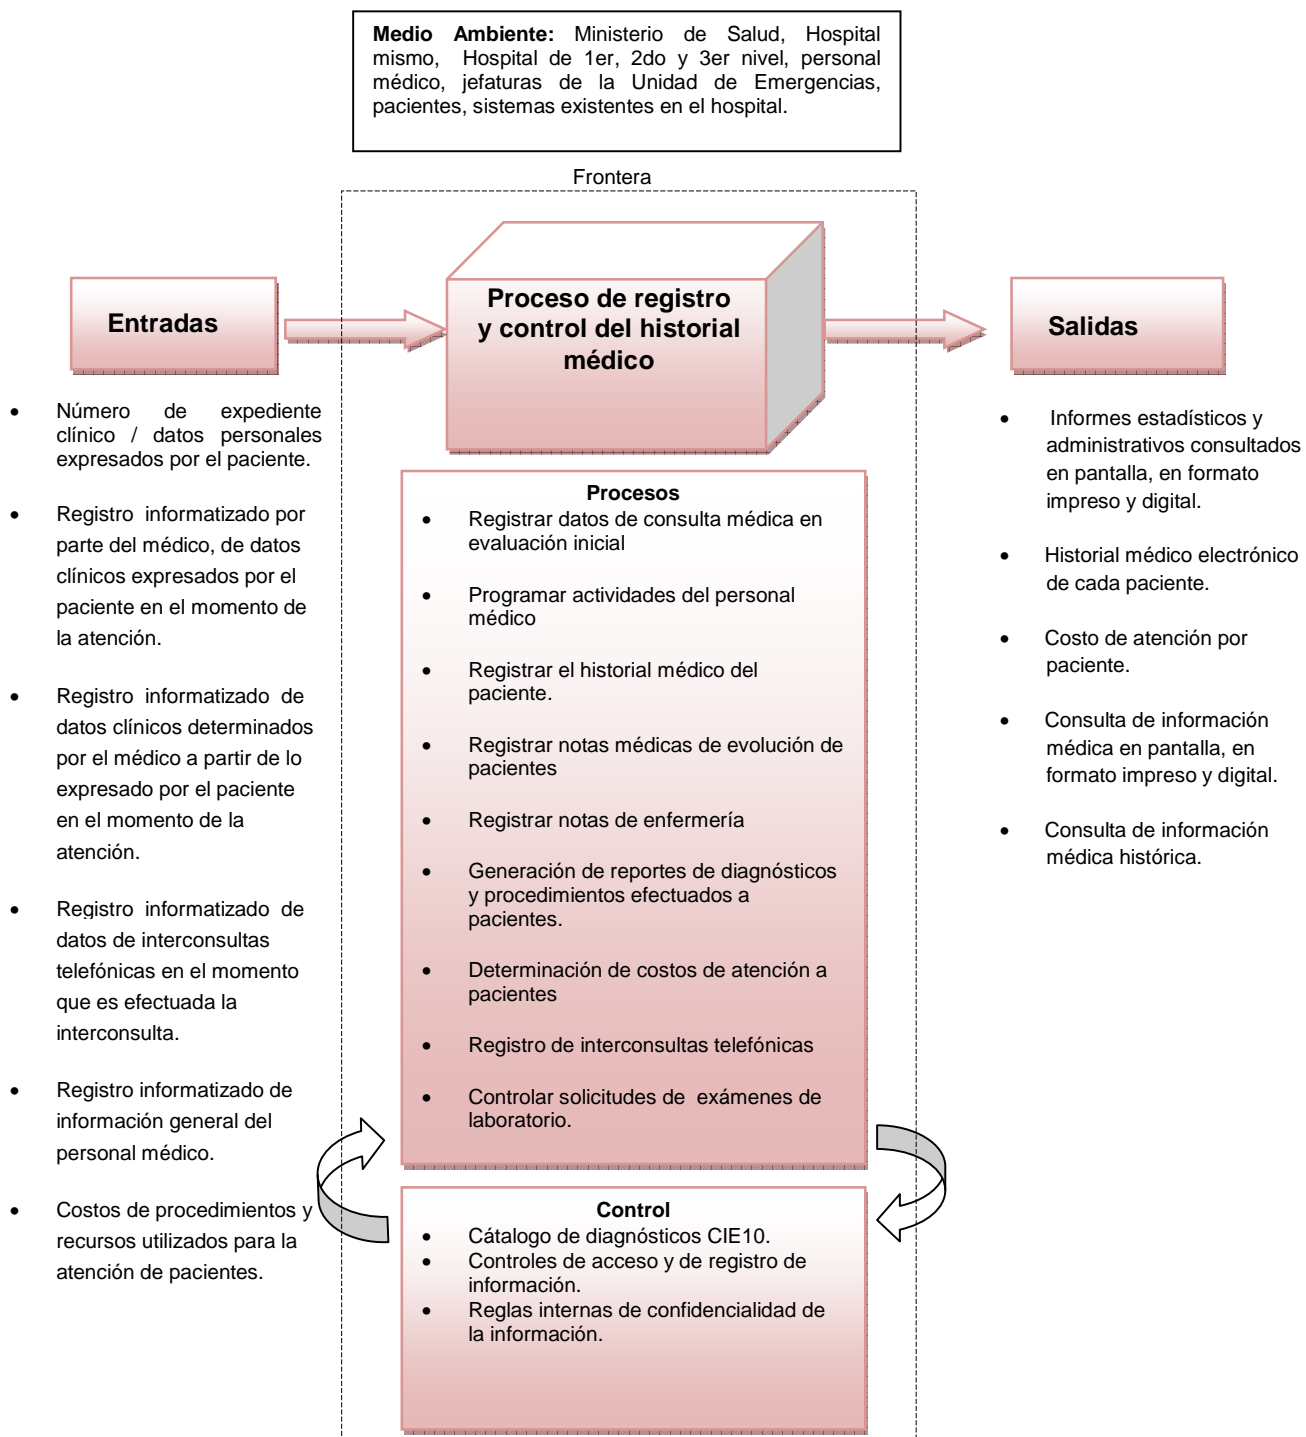 Medio Ambiente: Ministerio de Salud, Hospital
mismo, Hospital de 1er, 2do y 3er nivel, personal
médico, jefaturas de la Unidad de Emergencias,
pacientes, sistemas existentes en el hospital.
Frontera
Entradas
Proceso de registro
y control del historial
médico
Salidas
• Número de expediente
clínico / datos personales
expresados por el paciente.
• Registro informatizado por
parte del médico, de datos
clínicos expresados por el
paciente en el momento de
la atención.
• Registro informatizado de
datos clínicos determinados
por el médico a partir de lo
expresado por el paciente
en el momento de la
atención.
• Registro informatizado de
datos de interconsultas
telefónicas en el momento
que es efectuada la
interconsulta.
• Registro informatizado de
información general del
personal médico.
• Costos de procedimientos y
recursos utilizados para la
atención de pacientes.
Procesos
• Registrar datos de consulta médica en
evaluación inicial
• Programar actividades del personal
médico
• Registrar el historial médico del
paciente.
• Registrar notas médicas de evolución de
pacientes
• Registrar notas de enfermería
• Generación de reportes de diagnósticos
y procedimientos efectuados a
pacientes.
• Determinación de costos de atención a
pacientes
• Registro de interconsultas telefónicas
• Controlar solicitudes de exámenes de
laboratorio.
Control
• Cátalogo de diagnósticos CIE10.
• Controles de acceso y de registro de
información.
• Reglas internas de confidencialidad de
la información.
• Informes estadísticos y
administrativos consultados
en pantalla, en formato
impreso y digital.
• Historial médico electrónico
de cada paciente.
• Costo de atención por
paciente.
• Consulta de información
médica en pantalla, en
formato impreso y digital.
• Consulta de información
médica histórica.